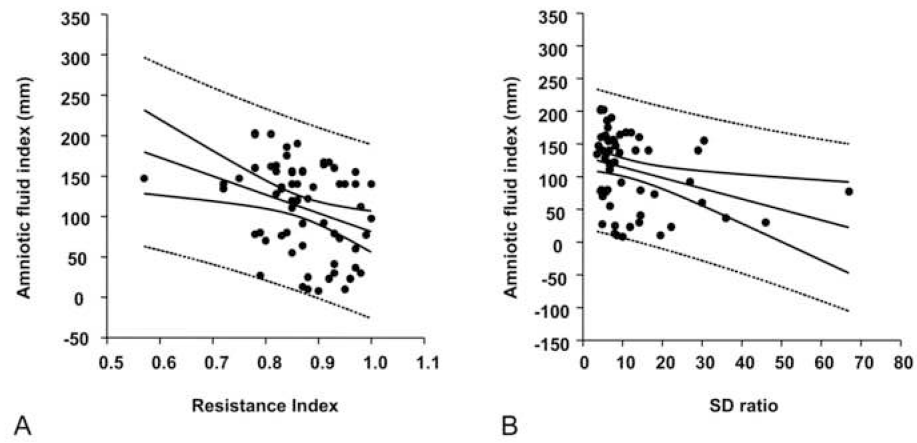 350
300
250
200
150
100
50
0
-50
0.5 0.6 0.7 0.8 0.9 1.0 1.1
Amniotic fluid index (mm)
Resistance Index
A
350
300
250
200
150
100
50
0
-50
-100
-150
0 10 20 30 40 50 60 70 80
Amniotic fluid index (mm)
SD ratio
B